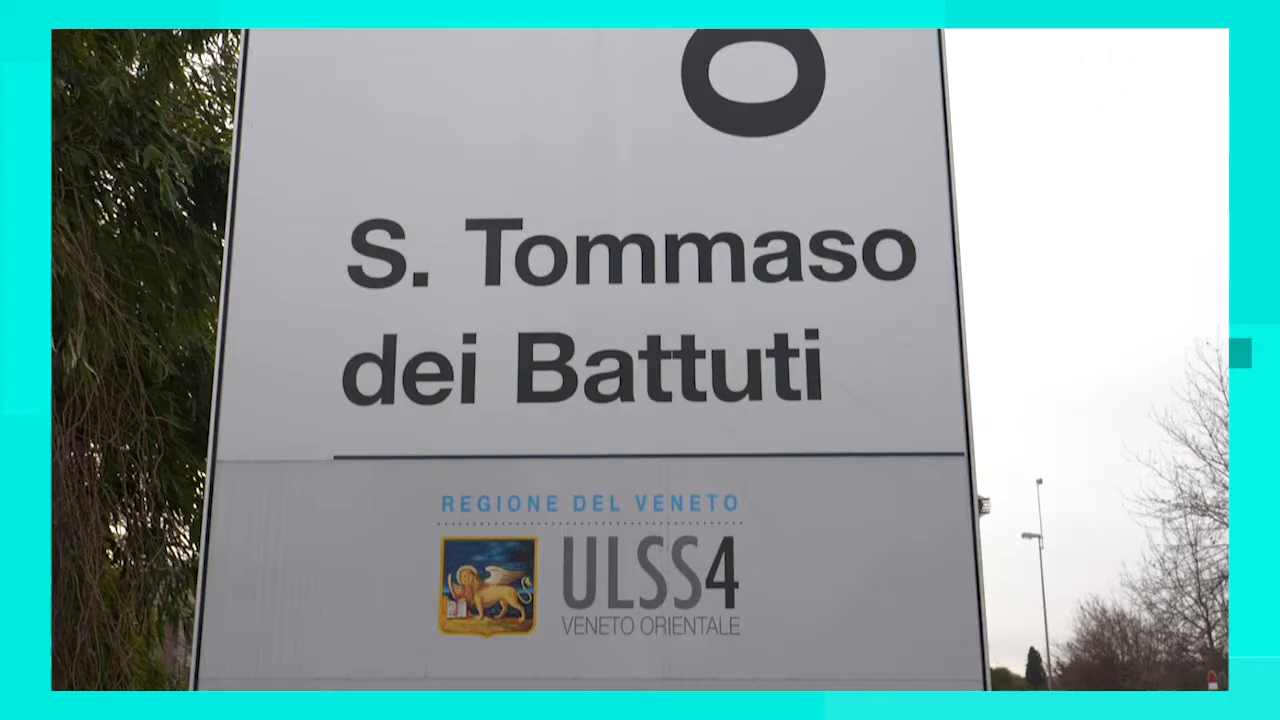 o
S. Tommaso
dei Battuti
REGIONE DEL VENETO
ULSS4
VENETO ORIENTALE